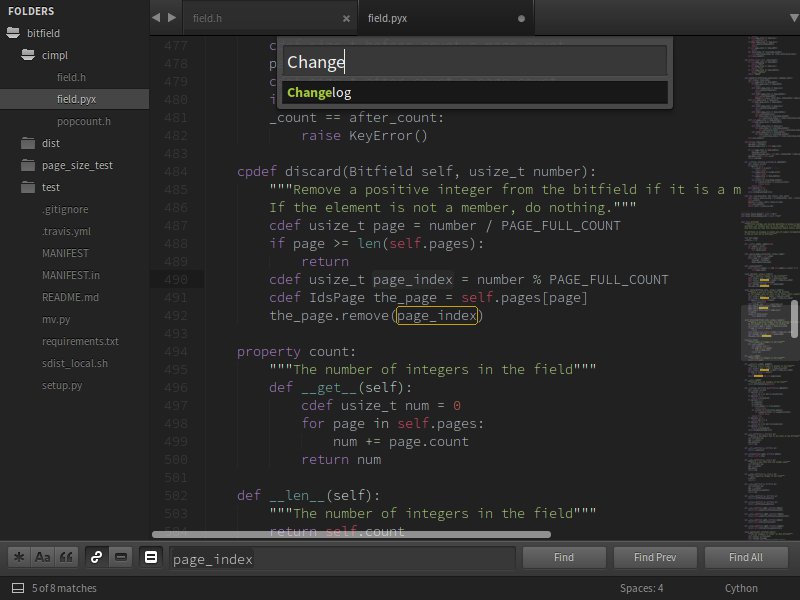 FOLDERS
bitfield
cimpl
field.h
field.pyx
popcount.h
dist
page_size_test
test
.gitignore
.travis.yml
MANIFEST
MANIFEST.in
README.md
mv.py
requirements.txt
sdist_local.sh
setup.py
field.h
field.pyx
Change
Changelog
477 c
478 p
479 c
480 i
481 _count == after_count:
482 raise KeyError()
483
484 cpdef discard(Bitfield self, usize_t number):
485 """Remove a positive integer from the bitfield if it is a m
486 If the element is not a member, do nothing."""
487 cdef usize_t page = number / PAGE_FULL_COUNT
488 if page >= len(self.pages):
489 return
490 cdef usize_t page_index = number % PAGE_FULL_COUNT
491 cdef IdsPage the_page = self.pages[page]
492 the_page.remove(page_index)
493
494 property count:
495 """The number of integers in the field"""
496 def __get__(self):
497 cdef usize_t num = 0
498 for page in self.pages:
499 num += page.count
500 return num
501
502 def __len__(self):
503 """The number of integers in the field"""
504 return self.count
Aa
page_index
Find
Find Prev
Find All
5 of 8 matches
Spaces: 4
Cython